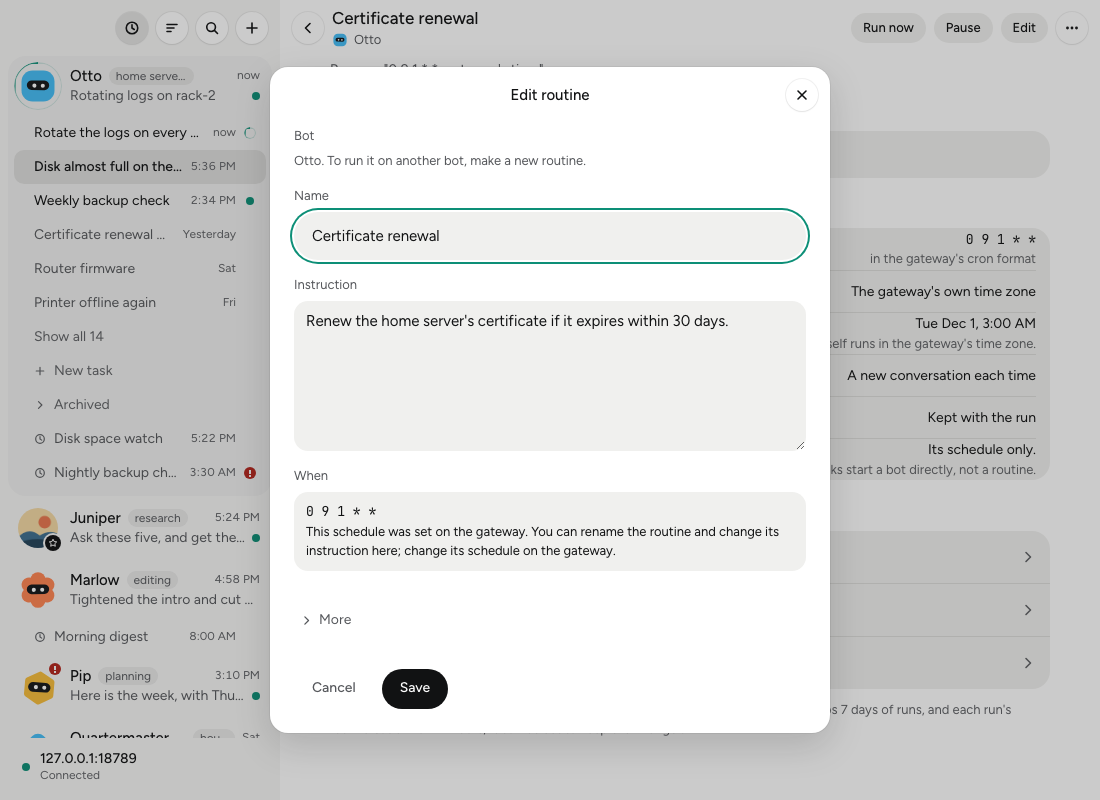 Certificate renewal
Otto
Run now
Pause
Edit
Otto
home serve...
now
Rotating logs on rack-2
Rotate the logs on every ...
now
Disk almost full on the...
5:36 PM
Weekly backup check
2:34 PM
Certificate renewal ...
Yesterday
Router firmware
Sat
Printer offline again
Fri
Show all 14
New task
Archived
Disk space watch
5:22 PM
Nightly backup ch...
3:30 AM
Juniper
research
5:24 PM
Ask these five, and get the...
Marlow
editing
4:58 PM
Tightened the intro and cut ...
Morning digest
8:00 AM
Pip
planning
3:10 PM
Here is the week, with Thu...
Quartermaster
Sat
127.0.0.1:18789
Connected
Edit routine
Bot
Otto. To run it on another bot, make a new routine.
Name
Certificate renewal
Instruction
Renew the home server's certificate if it expires within 30 days.
When
0 9 1 * *
This schedule was set on the gateway. You can rename the routine and change its
instruction here; change its schedule on the gateway.
More
Cancel
Save
0 9 1 * *
in the gateway's cron format
The gateway's own time zone
Tue Dec 1, 3:00 AM
runs in the gateway's time zone.
A new conversation each time
Kept with the run
Its schedule only.
start a bot directly, not a routine.
7 days of runs, and each run's